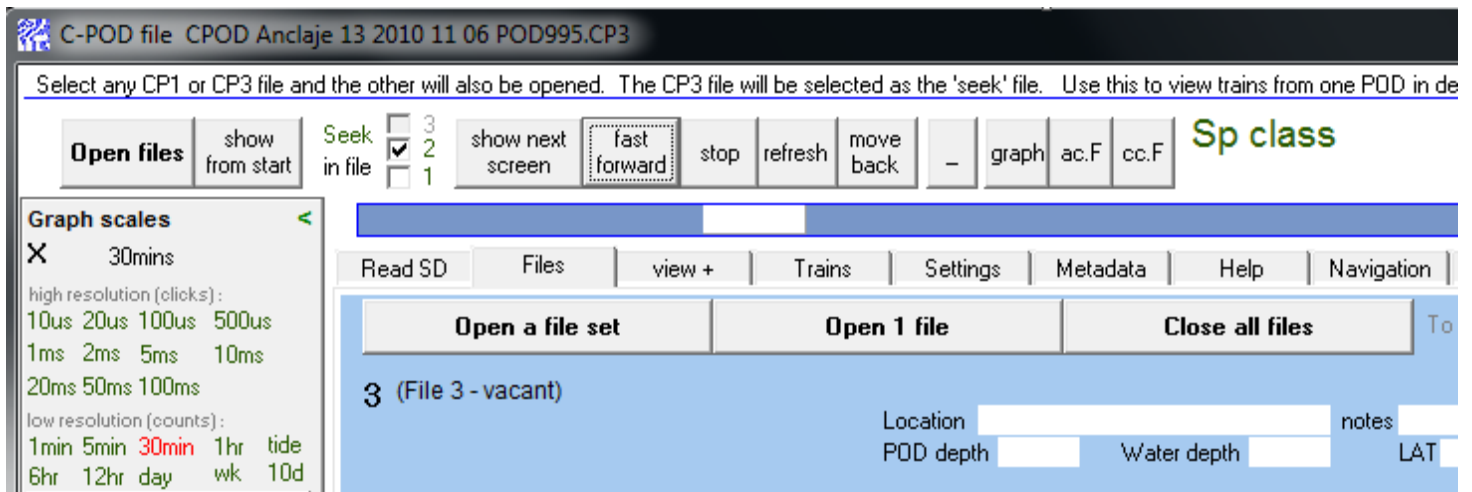 C-POD file CPOD Anclaje 13 2010 11 06 POD995.CP3
Select any CP1 or CP3 file and the other will also be opened. The CP3 file will be selected as the 'seek' file. Use this to view trains from one POD in de
Open files
show
from start
Seek
in file
3
2
1
show next
screen
fast
forward
stop
refresh
move
back
_
graph
ac.F
cc.F
Sp class
Graph scales <
X 30mins
high resolution (clicks) :
10us 20us 100us 500us
1ms 2ms 5ms 10ms
20ms 50ms 100ms
low resolution (counts) :
1min 5min 30min 1hr tide
6hr 12hr day wk 10d
Read SD Files view + Trains Settings Metadata Help Navigation
Open a file set Open 1 file Close all files To
3 (File 3 - vacant)
Location notes
POD depth Water depth LAT